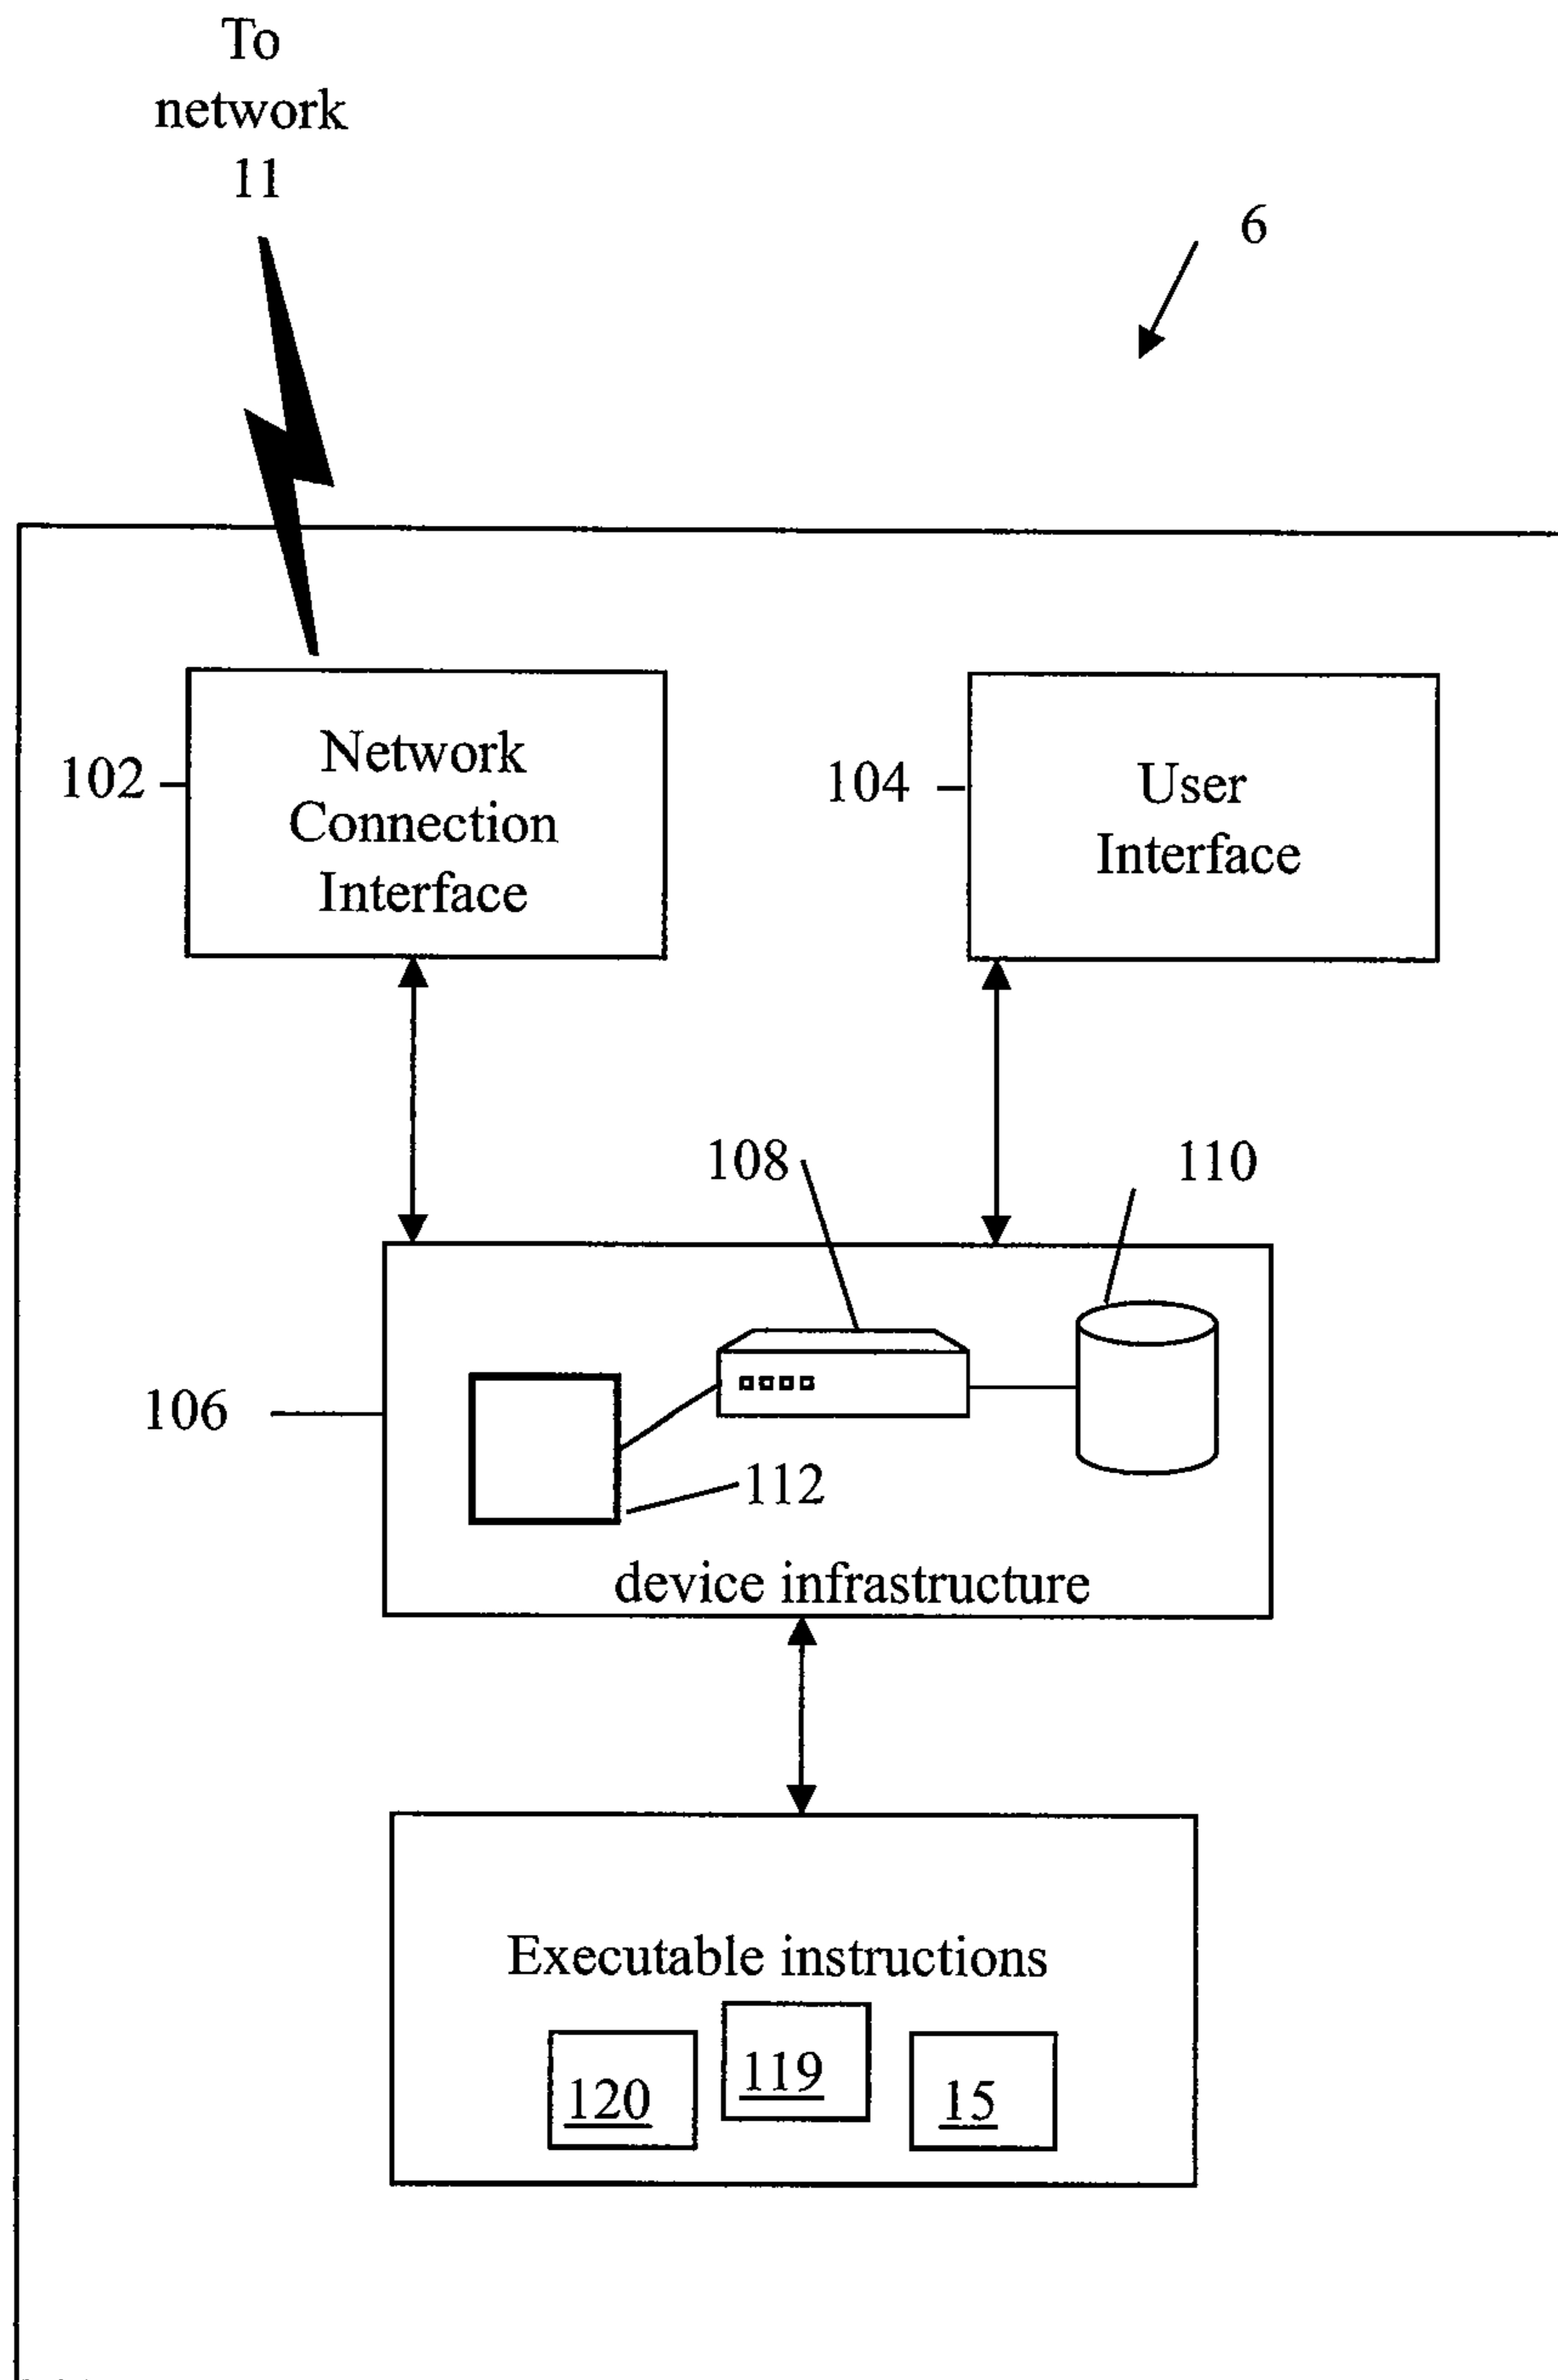 To
network
11
6
102
Network
Connection
Interface
104
User
Interface
108
110
106
112
device infrastructure
Executable instructions
120
119
15